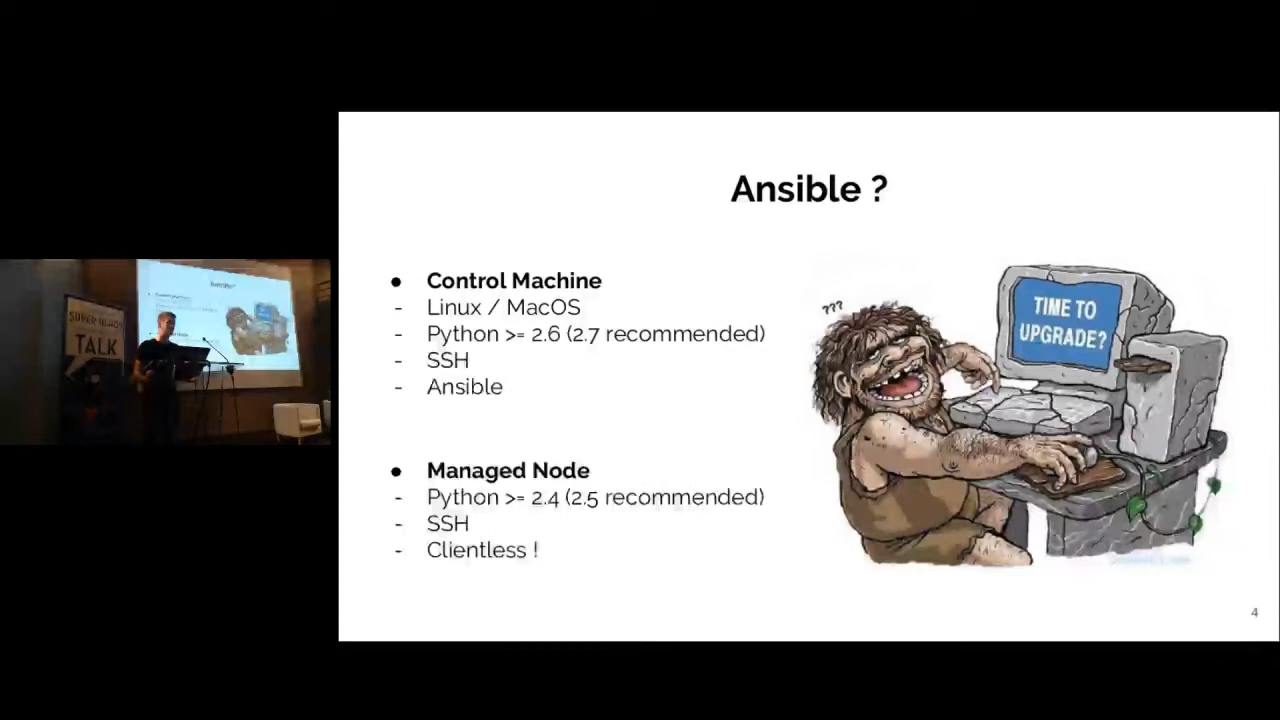 Ansible ?
● Control Machine
- Linux / MacOS
- Python >= 2.6 (2.7 recommended)
- SSH
- Ansible
● Managed Node
- Python >= 2.4 (2.5 recommended)
- SSH
- Clientless !
???
TIME TO
UPGRADE?
4
TALK